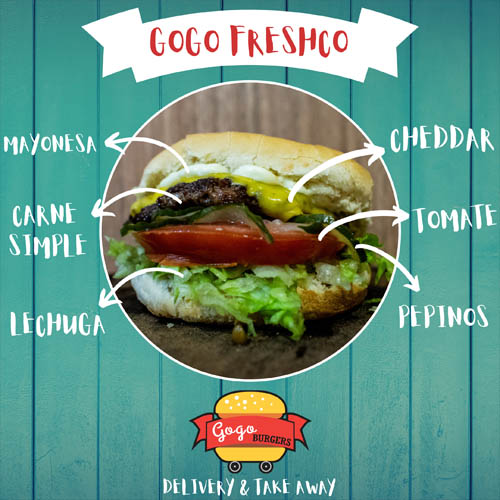 GOGO FRESHCO
MAYONESA
CHEDDAR
CARNE
SIMPLE
TOMATE
LECHUGA
PEPINOS
Gogo
BURGERS
DELIVERY & TAKE AWAY